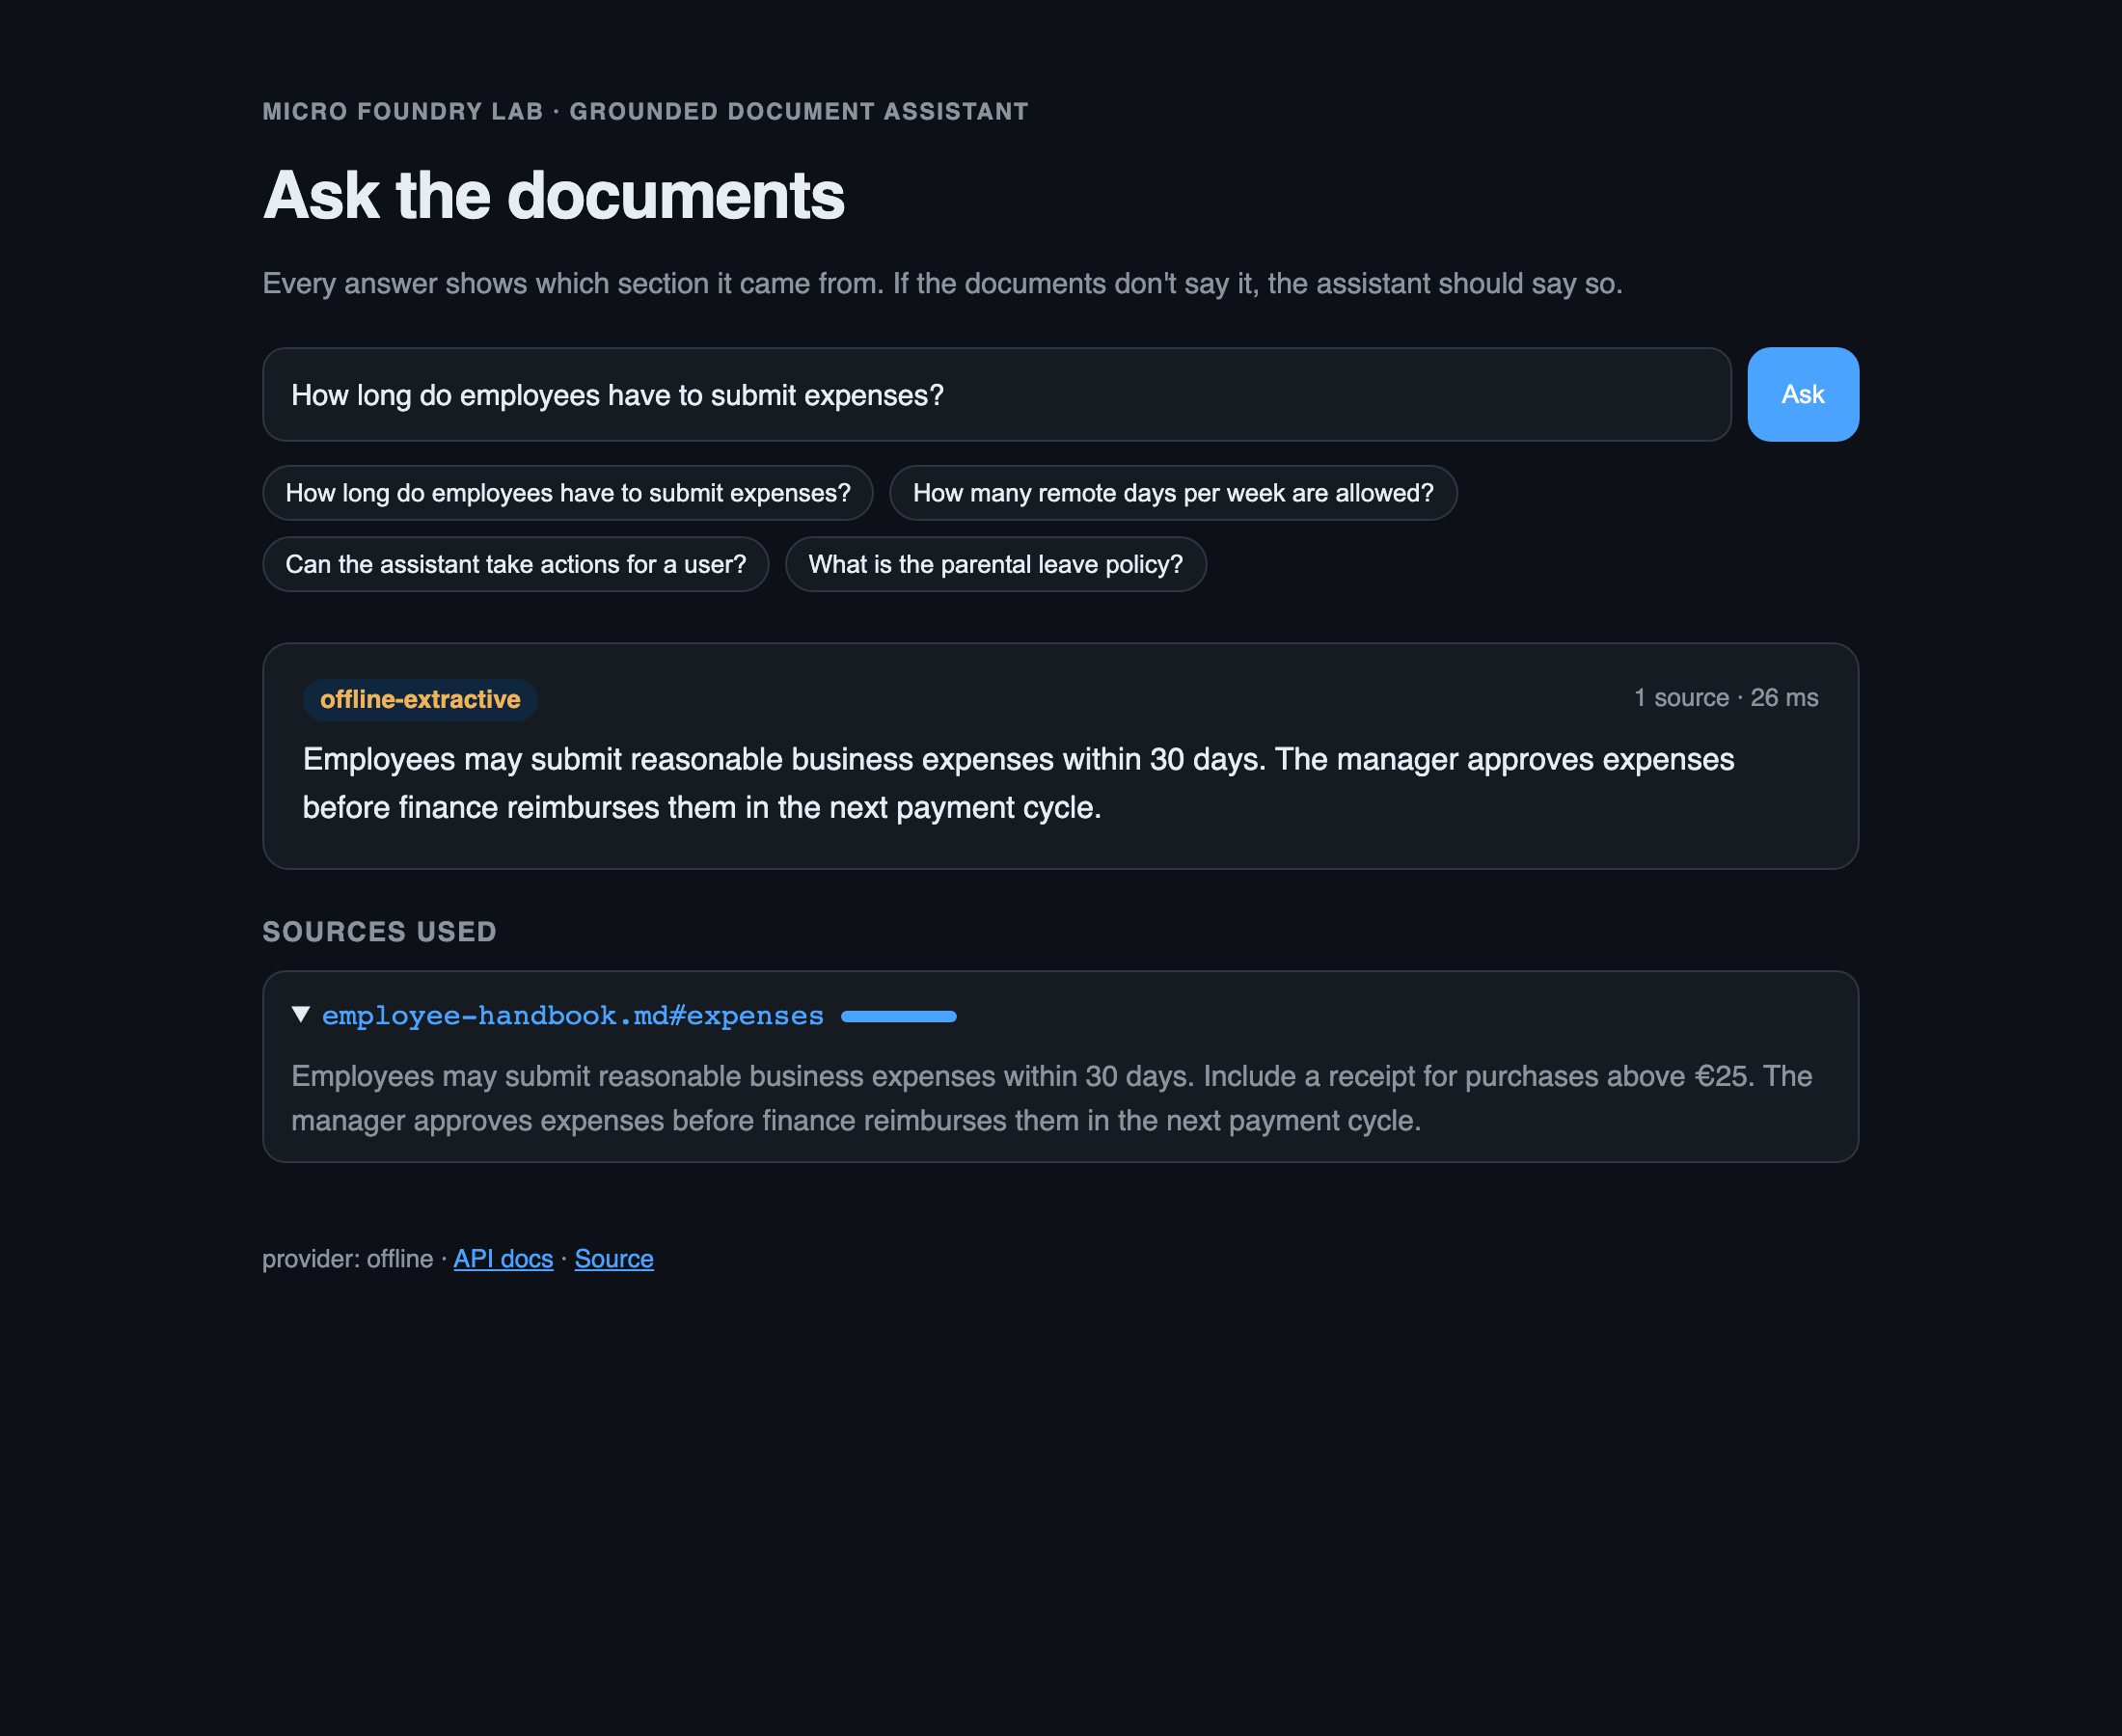 MICRO FOUNDRY LAB · GROUNDED DOCUMENT ASSISTANT
Ask the documents
Every answer shows which section it came from. If the documents don't say it, the assistant should say so.
How long do employees have to submit expenses?
Ask
How long do employees have to submit expenses?
How many remote days per week are allowed?
Can the assistant take actions for a user?
What is the parental leave policy?
offline-extractive
1 source · 26 ms
Employees may submit reasonable business expenses within 30 days. The manager approves expenses
before finance reimburses them in the next payment cycle.
SOURCES USED
employee-handbook.md#expenses
Employees may submit reasonable business expenses within 30 days. Include a receipt for purchases above €25. The
manager approves expenses before finance reimburses them in the next payment cycle.
provider: offline · API docs · Source